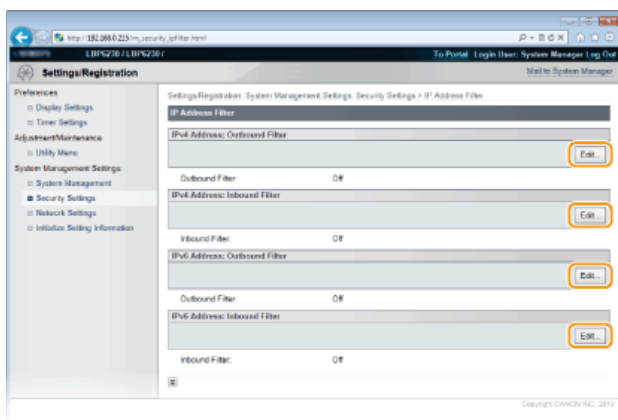 http://192.168.0.215/m_security_ipfilter.html
LBP6230 / LBP6230 /
To Portal Login User: System Manager Log Out
Settings/Registration
Mail to System Manager
Preferences
Display Settings
Timer Settings
Adjustment/Maintenance
Utility Menu
System Management Settings
System Management
Security Settings
Network Settings
Initialize Setting Information
Settings/Registration: System Management Settings: Security Settings > IP Address Filter
IP Address Filter
IPv4 Address: Outbound Filter
Edit...
Outbound Filter: Off
IPv4 Address: Inbound Filter
Edit...
Inbound Filter: Off
IPv6 Address: Outbound Filter
Edit...
Outbound Filter: Off
IPv6 Address: Inbound Filter
Edit...
Inbound Filter: Off
Copyright CANON INC. 2013